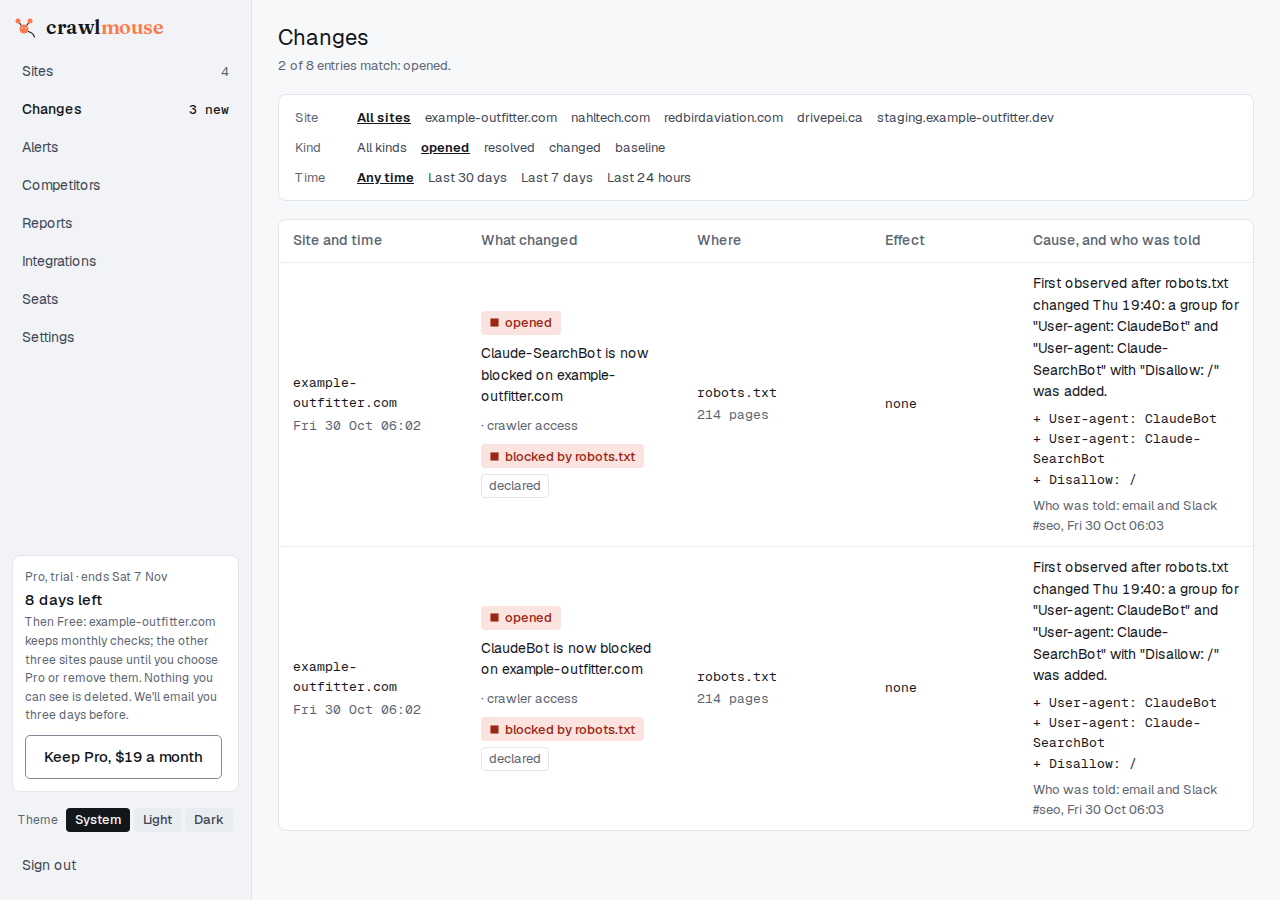 crawlmouse
Sites 4
Changes 3 new
Alerts
Competitors
Reports
Integrations
Seats
Settings
Pro, trial · ends Sat 7 Nov
8 days left
Then Free: example-outfitter.com
keeps monthly checks; the other
three sites pause until you choose
Pro or remove them. Nothing you
can see is deleted. We'll email you
three days before.
Keep Pro, $19 a month
Theme System Light Dark
Sign out
Changes
2 of 8 entries match: opened.
Site All sites example-outfitter.com nahltech.com redbirdaviation.com drivepei.ca staging.example-outfitter.dev
Kind All kinds opened resolved changed baseline
Time Any time Last 30 days Last 7 days Last 24 hours
Site and time What changed Where Effect Cause, and who was told
example-
outfitter.com
Fri 30 Oct 06:02
opened
Claude-SearchBot is now
blocked on example-
outfitter.com
· crawler access
blocked by robots.txt
declared
robots.txt
214 pages
none
First observed after robots.txt
changed Thu 19:40: a group for
"User-agent: ClaudeBot" and
"User-agent: Claude-
SearchBot" with "Disallow: /"
was added.
+ User-agent: ClaudeBot
+ User-agent: Claude-
SearchBot
+ Disallow: /
Who was told: email and Slack
#seo, Fri 30 Oct 06:03
example-
outfitter.com
Fri 30 Oct 06:02
opened
ClaudeBot is now blocked
on example-outfitter.com
· crawler access
blocked by robots.txt
declared
robots.txt
214 pages
none
First observed after robots.txt
changed Thu 19:40: a group for
"User-agent: ClaudeBot" and
"User-agent: Claude-
SearchBot" with "Disallow: /"
was added.
+ User-agent: ClaudeBot
+ User-agent: Claude-
SearchBot
+ Disallow: /
Who was told: email and Slack
#seo, Fri 30 Oct 06:03